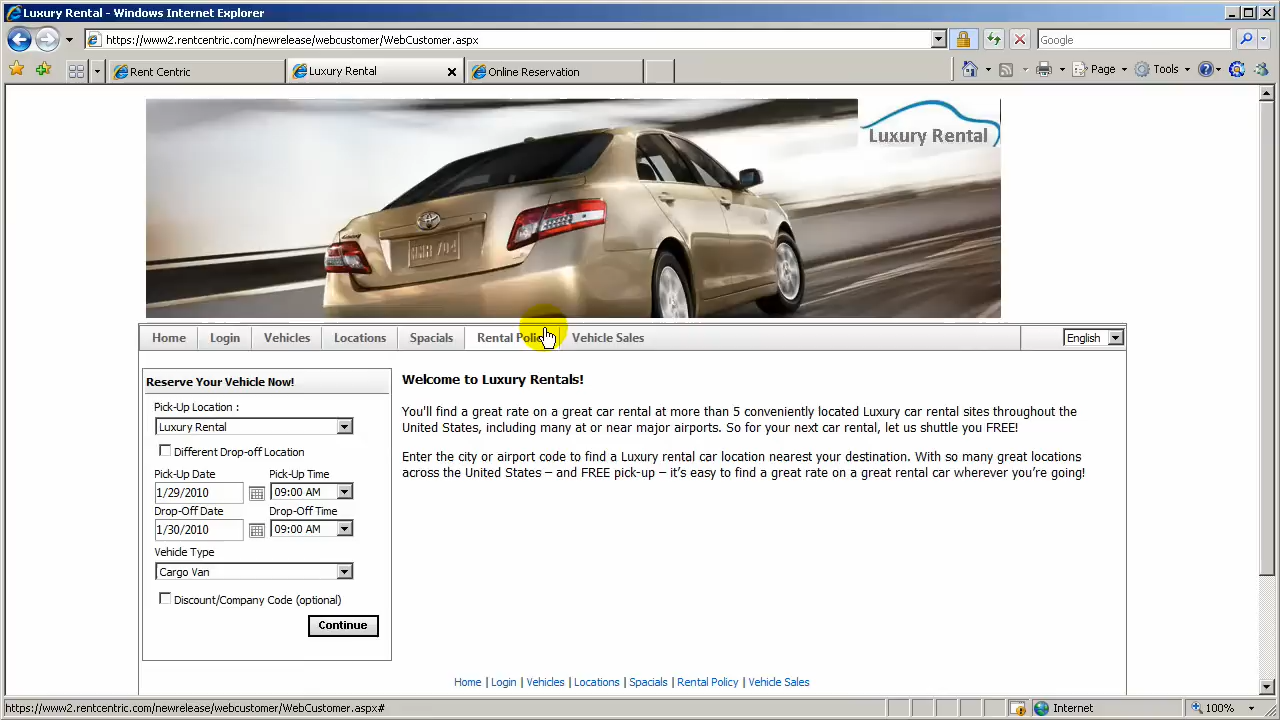 Luxury Rental - Windows Internet Explorer
https://www2.rentcentric.com/newrelease/webcustomer/WebCustomer.aspx
Google
Rent Centric
Luxury Rental
Online Reservation
Page
Tools
Luxury Rental
Home
Login
Vehicles
Locations
Specials
Rental Policy
Vehicle Sales
English
Reserve Your Vehicle Now!
Pick-Up Location :
Luxury Rental
Different Drop-off Location
Pick-Up Date
Pick-Up Time
1/29/2010
09:00 AM
Drop-Off Date
Drop-Off Time
1/30/2010
09:00 AM
Vehicle Type
Cargo Van
Discount/Company Code (optional)
Continue
Welcome to Luxury Rentals!
You'll find a great rate on a great car rental at more than 5 conveniently located Luxury car rental sites throughout the
United States, including many at or near major airports. So for your next car rental, let us shuttle you FREE!
Enter the city or airport code to find a Luxury rental car location nearest your destination. With so many great locations
across the United States – and FREE pick-up – it's easy to find a great rate on a great rental car wherever you're going!
Home | Login | Vehicles | Locations | Specials | Rental Policy | Vehicle Sales
https://www2.rentcentric.com/newrelease/webcustomer/WebCustomer.aspx#
Internet
100%